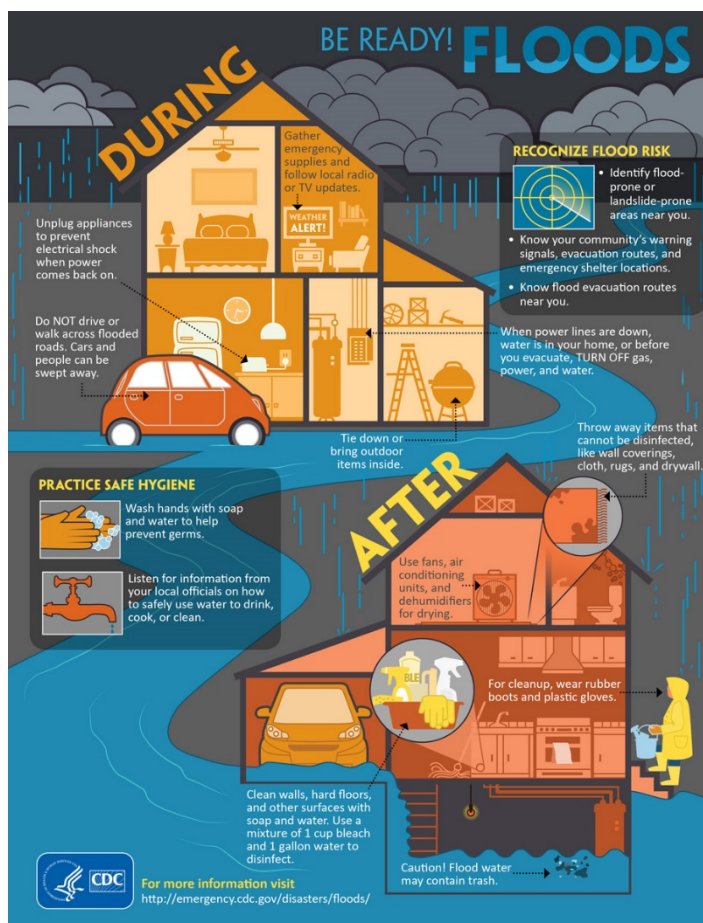 BE READY! FLOODS
DURING
Gather
emergency
supplies and
follow local radio
or TV updates.
WEATHER
ALERT!
RECOGNIZE FLOOD RISK
• Identify flood-
prone or
landslide-prone
areas near you.
• Know your community's warning
signals, evacuation routes, and
emergency shelter locations.
• Know flood evacuation routes
near you.
Unplug appliances
to prevent
electrical shock
when power
comes back on.
Do NOT drive or
walk across flooded
roads. Cars and
people can be
swept away.
When power lines are down,
water is in your home, or before
you evacuate, TURN OFF gas,
power, and water.
Tie down or
bring outdoor
items inside.
PRACTICE SAFE HYGIENE
Wash hands with soap
and water to help
prevent germs.
Listen for information from
your local officials on how
to safely use water to drink,
cook, or clean.
AFTER
Throw away items that
cannot be disinfected,
like wall coverings,
cloth, rugs, and drywall.
Use fans, air
conditioning
units, and
dehumidifiers
for drying.
BLE
For cleanup, wear rubber
boots and plastic gloves.
Clean walls, hard floors,
and other surfaces with
soap and water. Use a
mixture of 1 cup bleach
and 1 gallon water to
disinfect.
Caution! Flood water
may contain trash.
CDC
For more information visit
http://emergency.cdc.gov/disasters/floods/